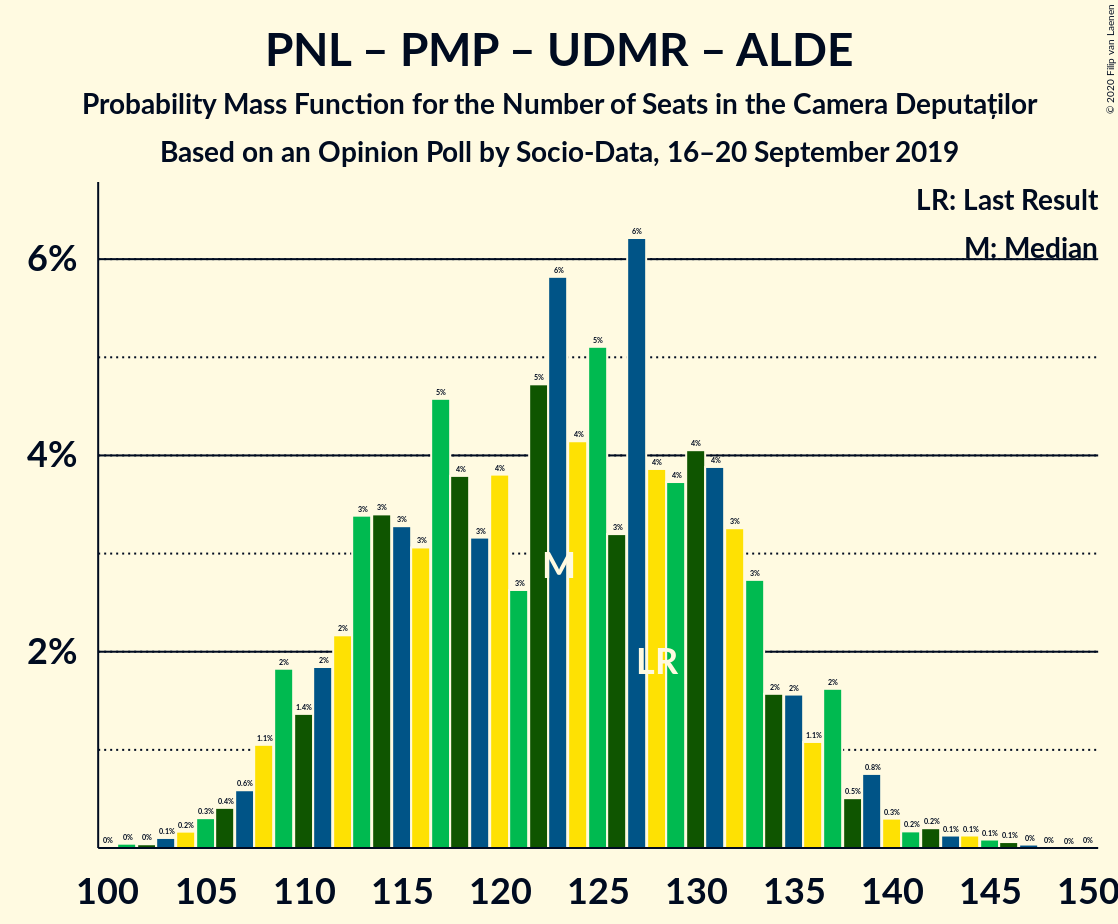 PNL – PMP – UDMR – ALDE
Probability Mass Function for the Number of Seats in the Camera Deputaților
Based on an Opinion Poll by Socio-Data, 16–20 September 2019
© 2020 Filip van Laenen
LR: Last Result
M: Median
6%
4%
2%
0% 0% 0% 0.1% 0.2% 0.3% 0.4% 0.6% 1.1% 2% 1.4% 2% 2% 3% 3% 3% 3% 5% 4% 3% 4% 3% 5% 6% 4% 5% 3% 6% 4% 4% 4% 4% 3% 3% 2% 2% 1.1% 2% 0.5% 0.8% 0.3% 0.2% 0.2% 0.1% 0.1% 0.1% 0.1% 0% 0% 0% 0%
M
LR
100 105 110 115 120 125 130 135 140 145 150